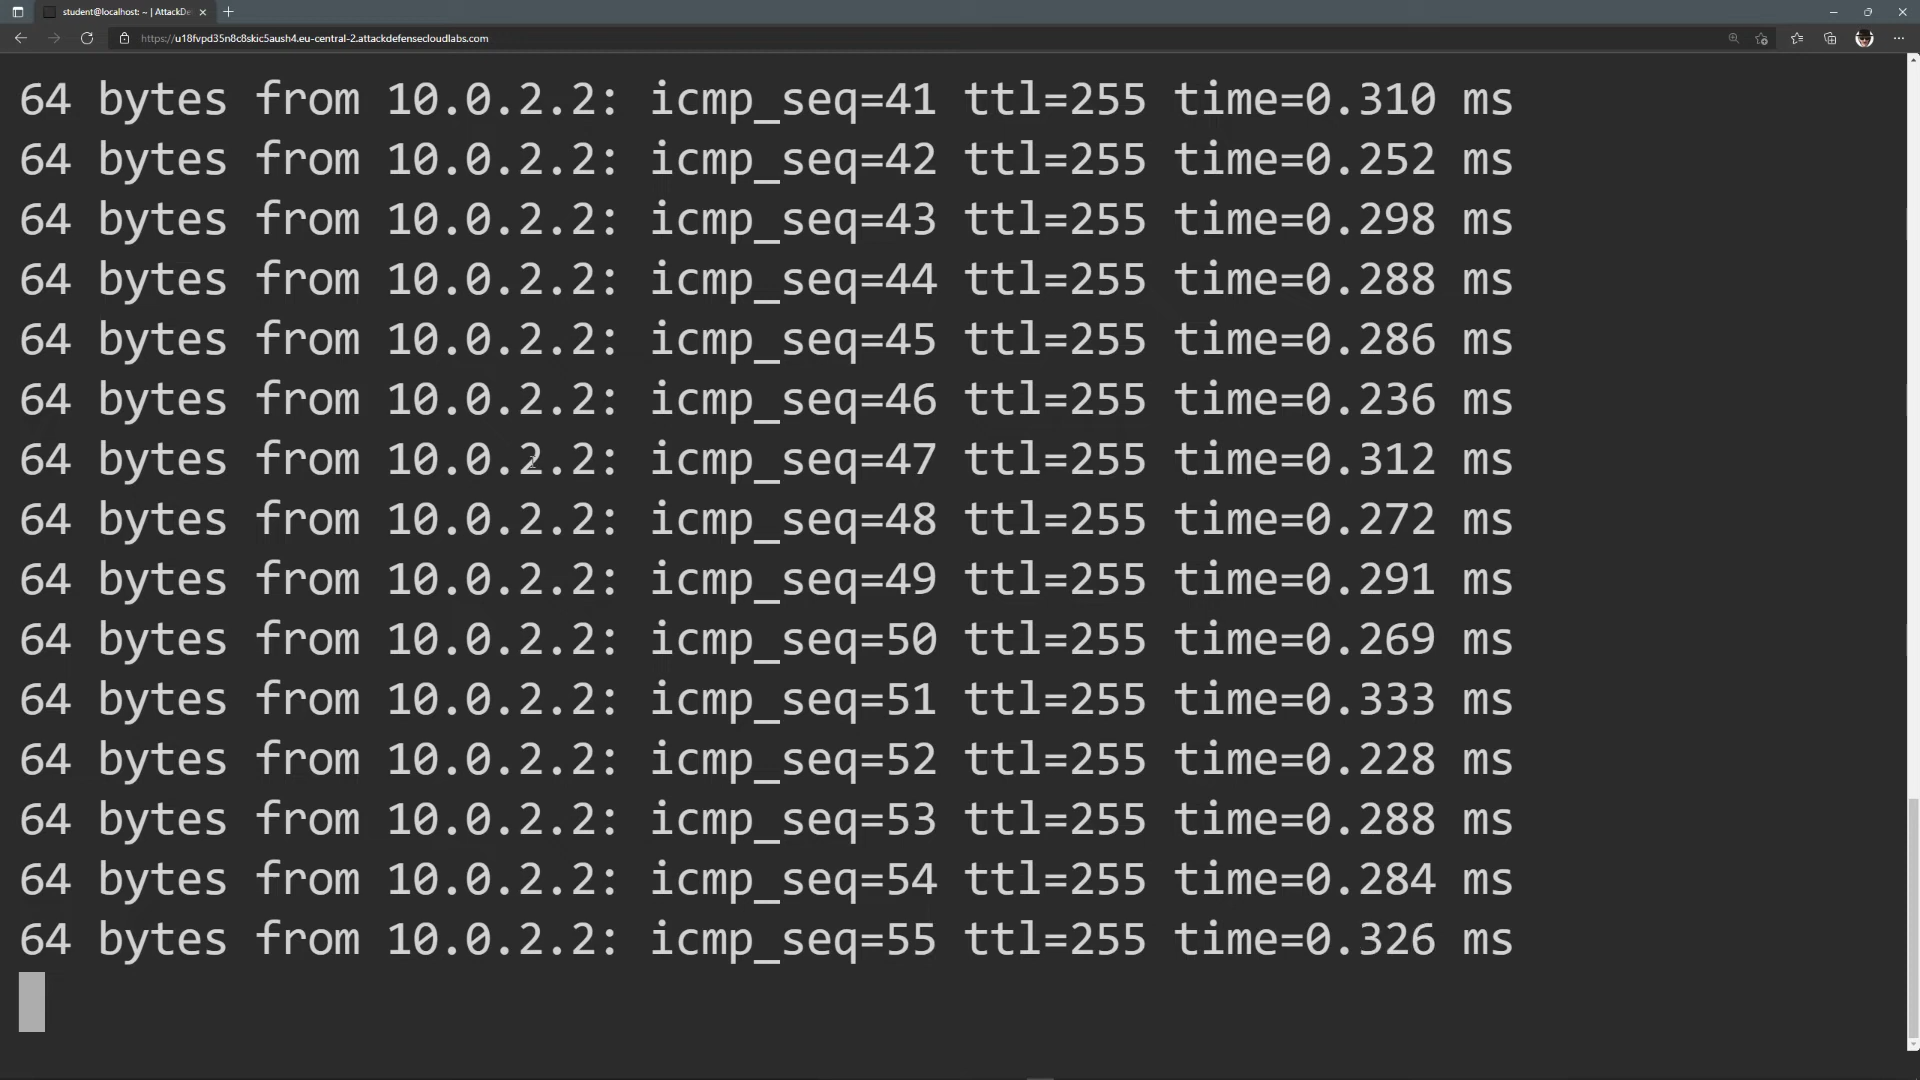 student@localhost: ~ | AttackDe
https://u18fvpd35n8c8skic5aush4.eu-central-2.attackdefensecloudlabs.com
64 bytes from 10.0.2.2: icmp_seq=41 ttl=255 time=0.310 ms
64 bytes from 10.0.2.2: icmp_seq=42 ttl=255 time=0.252 ms
64 bytes from 10.0.2.2: icmp_seq=43 ttl=255 time=0.298 ms
64 bytes from 10.0.2.2: icmp_seq=44 ttl=255 time=0.288 ms
64 bytes from 10.0.2.2: icmp_seq=45 ttl=255 time=0.286 ms
64 bytes from 10.0.2.2: icmp_seq=46 ttl=255 time=0.236 ms
64 bytes from 10.0.2.2: icmp_seq=47 ttl=255 time=0.312 ms
64 bytes from 10.0.2.2: icmp_seq=48 ttl=255 time=0.272 ms
64 bytes from 10.0.2.2: icmp_seq=49 ttl=255 time=0.291 ms
64 bytes from 10.0.2.2: icmp_seq=50 ttl=255 time=0.269 ms
64 bytes from 10.0.2.2: icmp_seq=51 ttl=255 time=0.333 ms
64 bytes from 10.0.2.2: icmp_seq=52 ttl=255 time=0.228 ms
64 bytes from 10.0.2.2: icmp_seq=53 ttl=255 time=0.288 ms
64 bytes from 10.0.2.2: icmp_seq=54 ttl=255 time=0.284 ms
64 bytes from 10.0.2.2: icmp_seq=55 ttl=255 time=0.326 ms